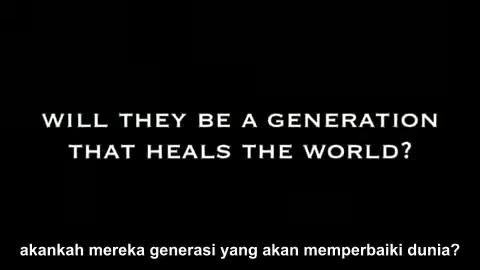 WILL THEY BE A GENERATION
THAT HEALS THE WORLD?
akankah mereka generasi yang akan memperbaiki dunia?